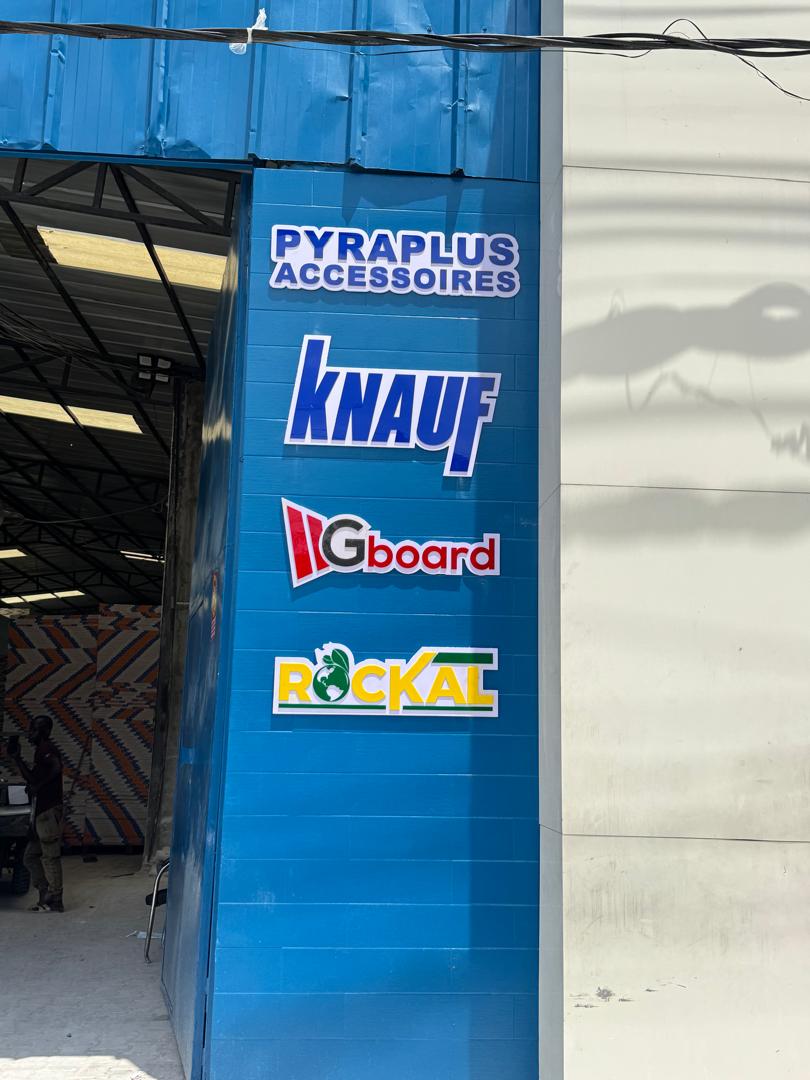 PYRAPLUS
ACCESSOIRES
KNAUF
Gboard
ROCKAL